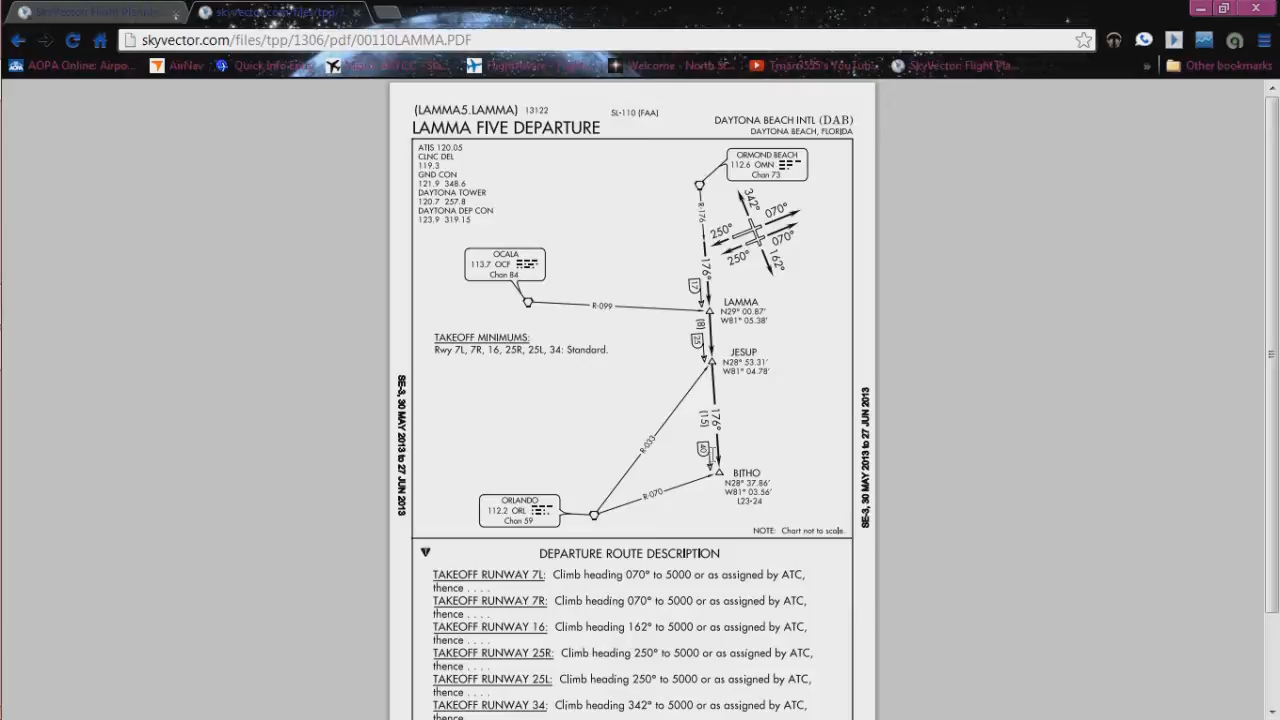 skyvector.com/files/tpp/1306/pdf/00110LAMMA.PDF
AOPA Online: Airpo...
AirNav
Quick Info
Welcome - North
YouTube
SkyVector: Flight Pla...
»
Other bookmarks
(LAMMA5.LAMMA) 13122
SL-110 (FAA)
DAYTONA BEACH INTL (DAB)
LAMMA FIVE DEPARTURE
DAYTONA BEACH, FLORIDA
ATIS 120.05
CLNC DEL
119.3
GND CON
121.9 348.6
DAYTONA TOWER
120.7 257.8
DAYTONA DEP CON
123.9 319.15
ORMOND BEACH
112.6 OMN
Chan 73
R-176
342°
070°
250°
070°
250°
162°
OCALA
113.7 OCF
Chan 84
R-099
176°
17
LAMMA
N29° 00.87'
W81° 05.38'
(8)
25
TAKEOFF MINIMUMS:
Rwy 7L, 7R, 16, 25R, 25L, 34: Standard.
JESUP
N28° 53.31'
W81° 04.78'
R-033
176°
(15)
40
BITHO
N28° 37.86'
W81° 03.56'
L23-24
R-070
ORLANDO
112.2 ORL
Chan 59
NOTE: Chart not to scale.
SE-3, 30 MAY 2013 to 27 JUN 2013
SE-3, 30 MAY 2013 to 27 JUN 2013
DEPARTURE ROUTE DESCRIPTION
TAKEOFF RUNWAY 7L: Climb heading 070° to 5000 or as assigned by ATC,
thence . . . .
TAKEOFF RUNWAY 7R: Climb heading 070° to 5000 or as assigned by ATC,
thence . . . .
TAKEOFF RUNWAY 16: Climb heading 162° to 5000 or as assigned by ATC,
thence . . . .
TAKEOFF RUNWAY 25R: Climb heading 250° to 5000 or as assigned by ATC,
thence . . . .
TAKEOFF RUNWAY 25L: Climb heading 250° to 5000 or as assigned by ATC,
thence . . . .
TAKEOFF RUNWAY 34: Climb heading 342° to 5000 or as assigned by ATC,
thence . . . .